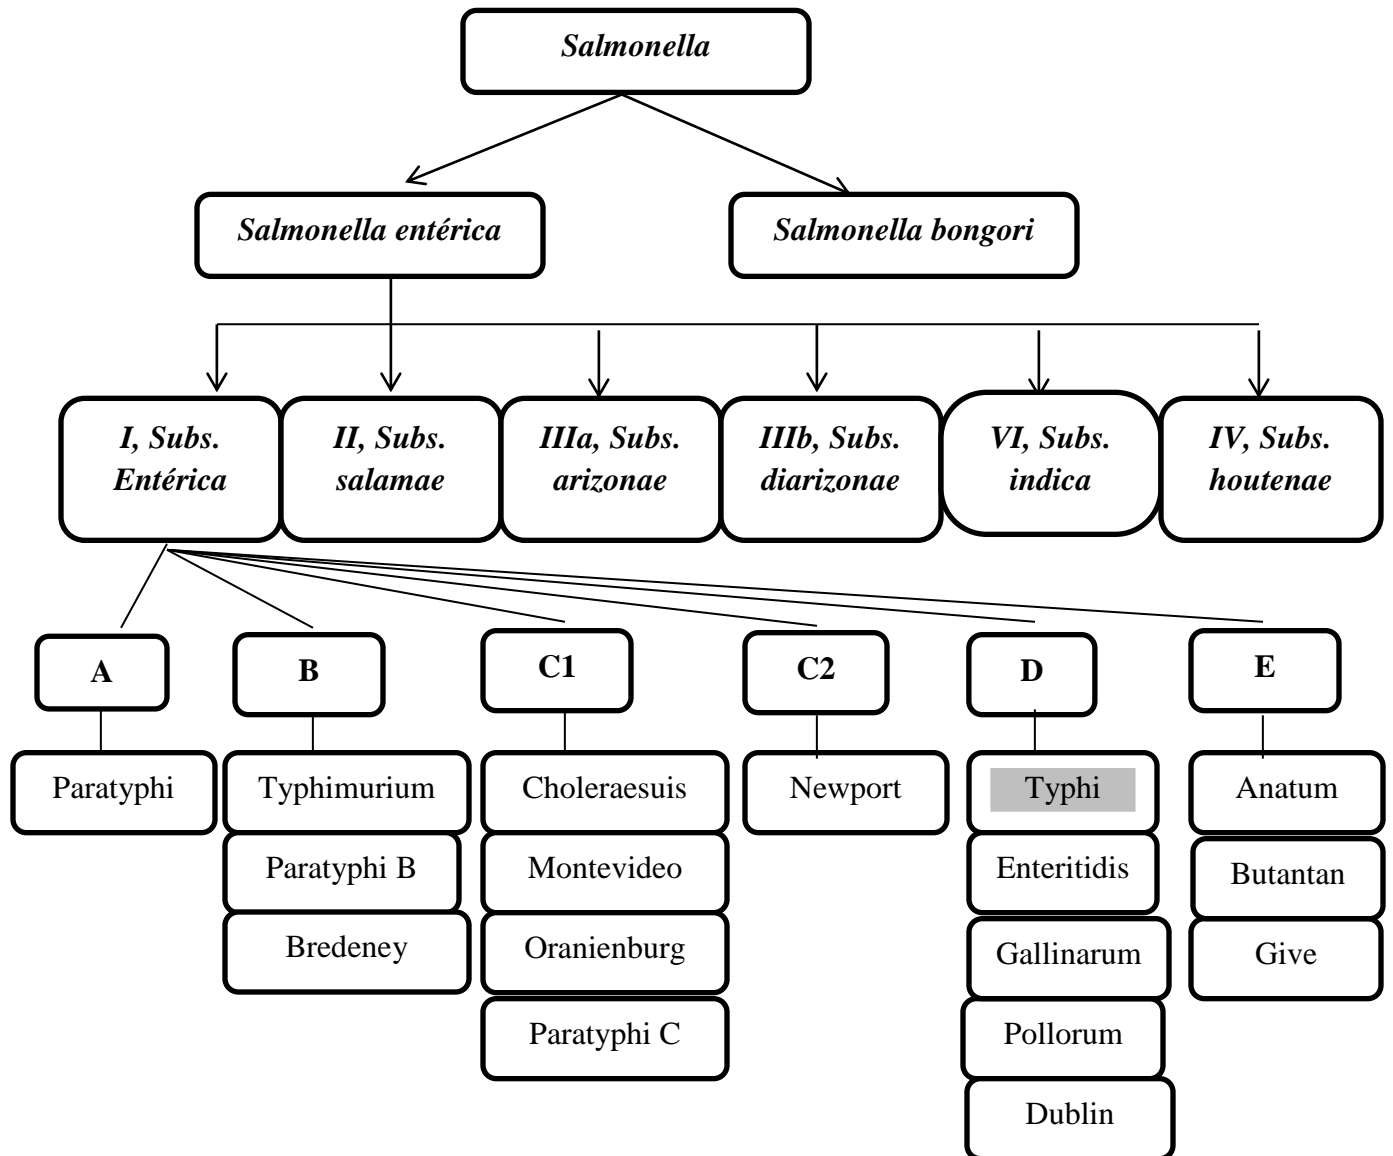 Salmonella
Salmonella entérica
Salmonella bongori
I, Subs.
Entérica
II, Subs.
salamae
IIIa, Subs.
arizonae
IIIb, Subs.
diarizonae
VI, Subs.
indica
IV, Subs.
houtenae
A
B
C1
C2
D
E
Paratyphi
Typhimurium
Choleraesuis
Newport
Typhi
Anatum
Paratyphi B
Montevideo
Enteritidis
Butantan
Bredeney
Oranienburg
Gallinarum
Give
Paratyphi C
Pollorum
Dublin